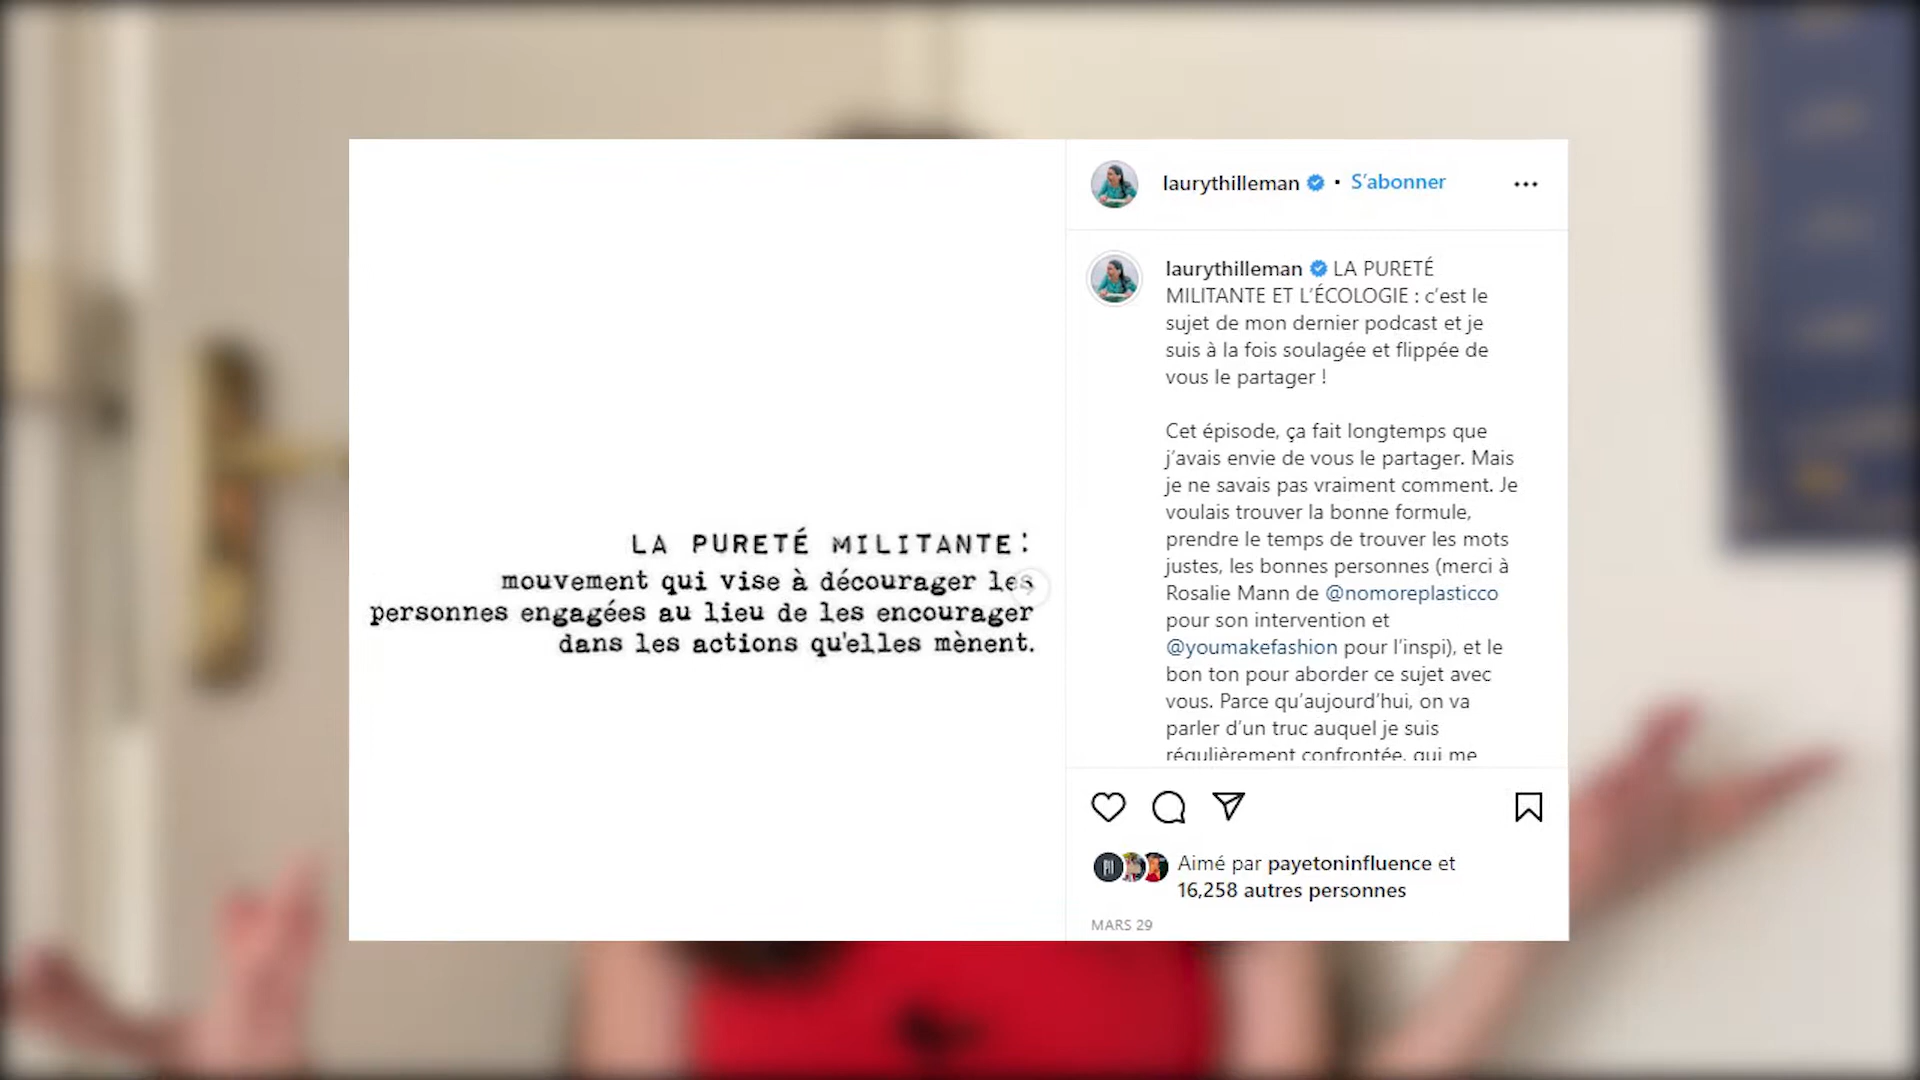 LA PURETÉ MILITANTE:
mouvement qui vise à décourager les
personnes engagées au lieu de les encourager
dans les actions qu'elles mènent.
laurythilleman • S'abonner
laurythilleman LA PURETÉ
MILITANTE ET L'ÉCOLOGIE : c'est le
sujet de mon dernier podcast et je
suis à la fois soulagée et flippée de
vous le partager !
Cet épisode, ça fait longtemps que
j'avais envie de vous le partager. Mais
je ne savais pas vraiment comment. Je
voulais trouver la bonne formule,
prendre le temps de trouver les mots
justes, les bonnes personnes (merci à
Rosalie Mann de @nomoreplasticco
pour son intervention et
@youmakefashion pour l'inspi), et le
bon ton pour aborder ce sujet avec
vous. Parce qu'aujourd'hui, on va
parler d'un truc auquel je suis
régulièrement confrontée, qui me
Aimé par payetoninfluence et
16,258 autres personnes
MARS 29